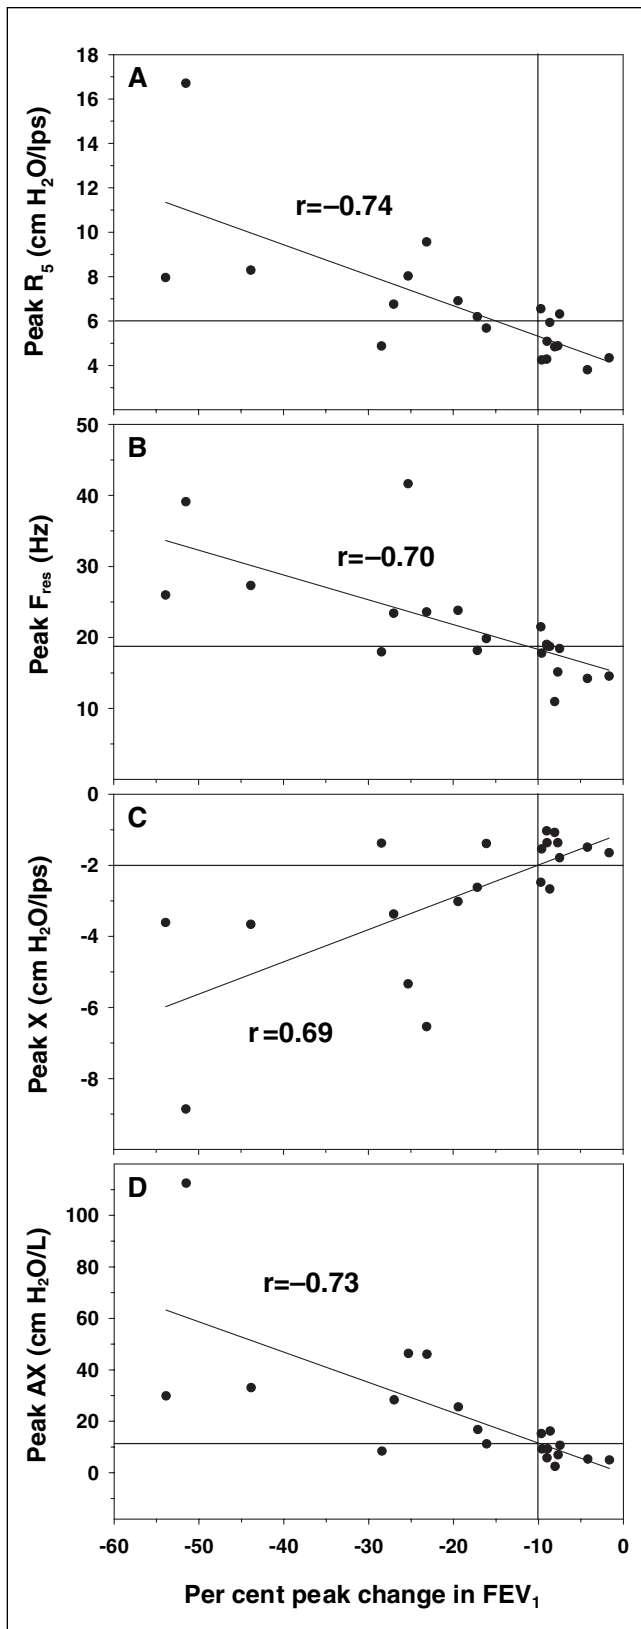 A
Peak R5 (cm H2O/lps)
18
16
14
12
10
8
6
4
r=–0.74
B
Peak Fres (Hz)
50
40
30
20
10
r=–0.70
C
Peak X (cm H2O/lps)
0
-2
-4
-6
-8
r=0.69
D
Peak AX (cm H2O/L)
100
80
60
40
20
0
r=–0.73
-60 -50 -40 -30 -20 -10 0
Per cent peak change in FEV1